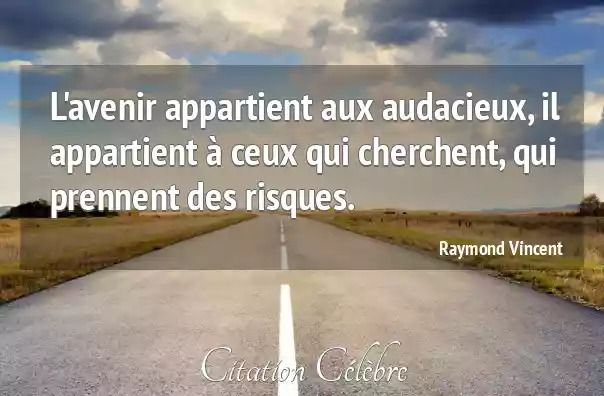 L'avenir appartient aux audacieux, il
appartient à ceux qui cherchent, qui
prennent des risques.
Raymond Vincent
Citation Célèbre